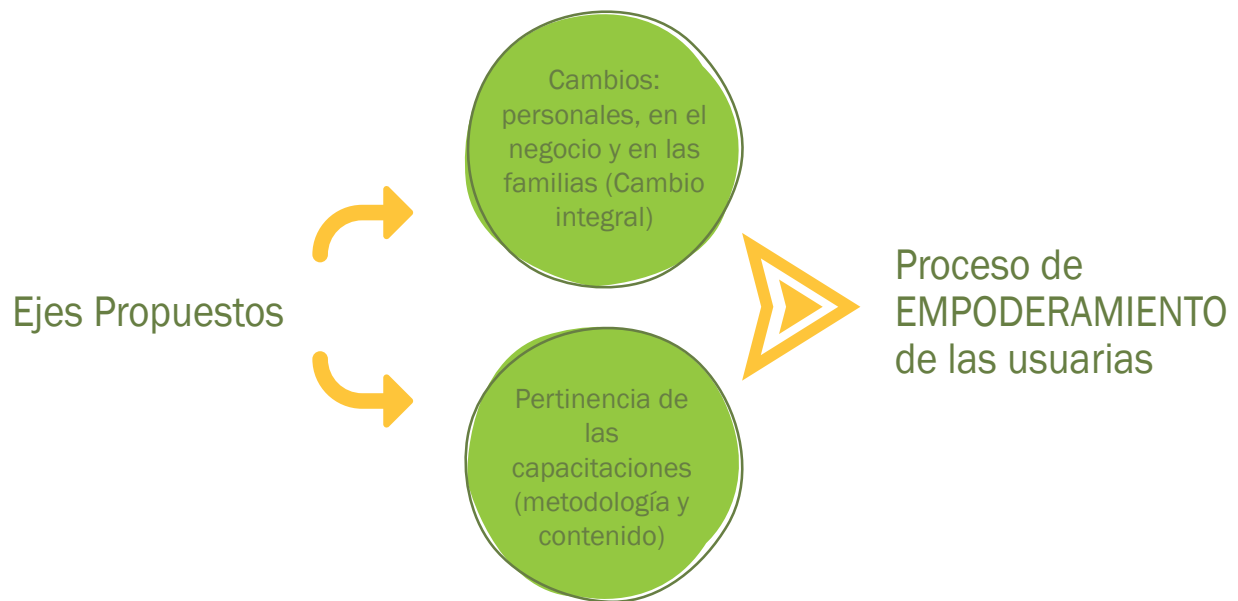 Ejes Propuestos
Cambios:
personales, en el
negocio y en las
familias (Cambio
integral)
Pertinencia de
las
capacitaciones
(metodología y
contenido)
Proceso de
EMPODERAMIENTO
de las usuarias